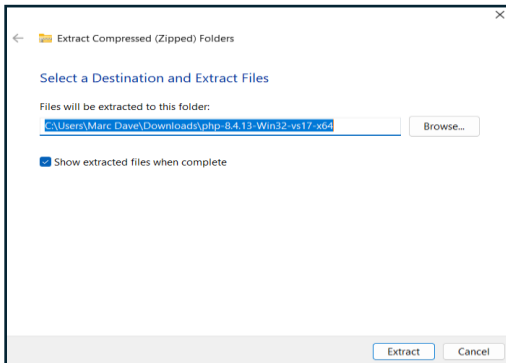 Extract Compressed (Zipped) Folders
Select a Destination and Extract Files
Files will be extracted to this folder:
C:\Users\Marc Dave\Downloads\php-8.4.13-Win32-vs17-x64
Browse...
Show extracted files when complete
Extract
Cancel